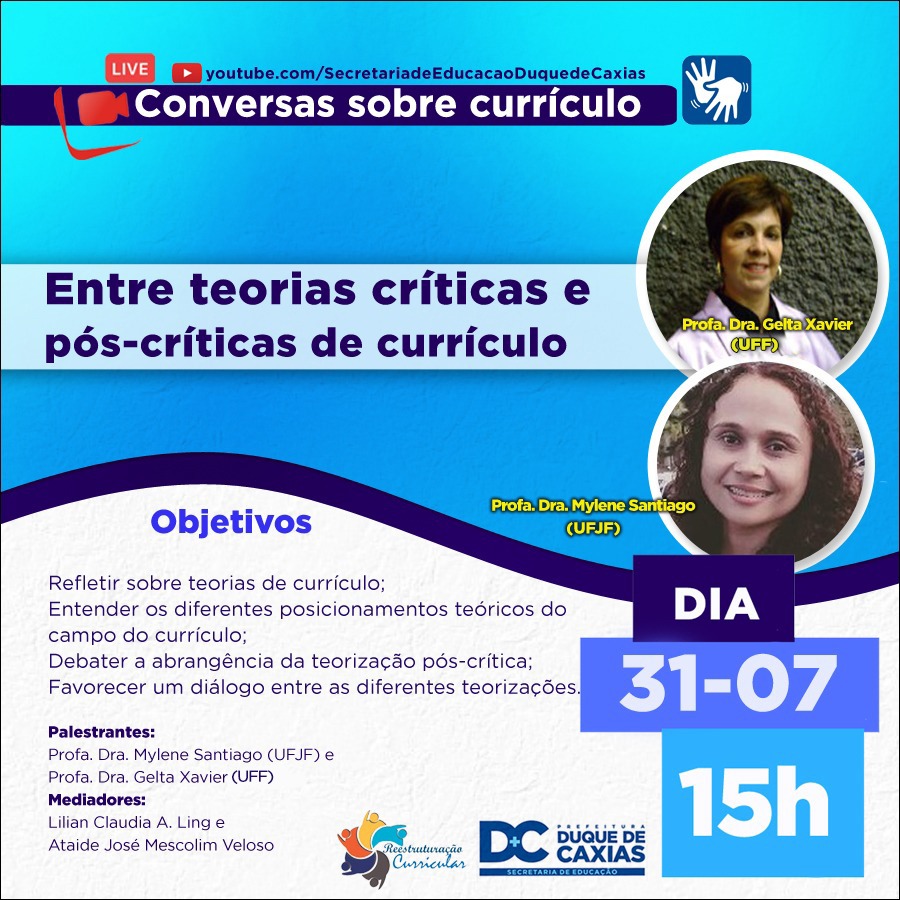 LIVE
youtube.com/SecretariadeEducacaoDuquedeCaxias
Conversas sobre currículo
Entre teorias críticas e
pós-críticas de currículo
Profa. Dra. Gelta Xavier
(UFF)
Profa. Dra. Mylene Santiago
(UFJF)
Objetivos
Refletir sobre teorias de currículo;
Entender os diferentes posicionamentos teóricos do
campo do currículo;
Debater a abrangência da teorização pós-crítica;
Favorecer um diálogo entre as diferentes teorizações.
Palestrantes:
Profa. Dra. Mylene Santiago (UFJF) e
Profa. Dra. Gelta Xavier (UFF)
Mediadores:
Lilian Claudia A. Ling e
Ataide José Mescolim Veloso
DIA
31-07
15h
Reestruturação
Curricular
DC
PREFEITURA
DUQUE DE
CAXIAS
SECRETARIA DE EDUCAÇÃO